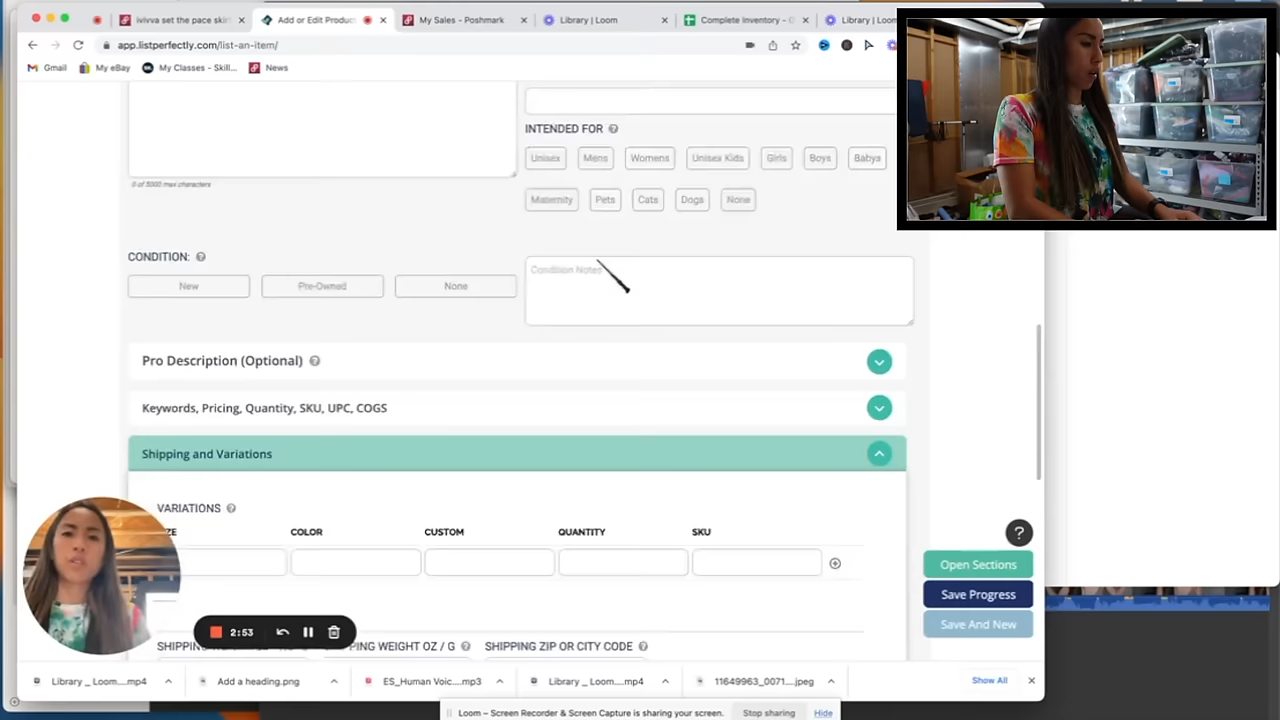 ivivva set the pace skir
Add or Edit Produc
My Sales - Poshmark
Library | Loom
Complete Inventory -
Library | Loom
app.listperfectly.com/list-an-item/
Gmail
My eBay
My Classes - Skill...
News
0 of 5000 max characters
INTENDED FOR
Unisex
Mens
Womens
Unisex Kids
Girls
Boys
Babys
Maternity
Pets
Cats
Dogs
None
CONDITION:
New
Pre-Owned
None
Condition Notes
Pro Description (Optional)
Keywords, Pricing, Quantity, SKU, UPC, COGS
Shipping and Variations
VARIATIONS
ZE
COLOR
CUSTOM
QUANTITY
SKU
?
Open Sections
Save Progress
Save And New
2:53
PING WEIGHT OZ / G
SHIPPING ZIP OR CITY CODE
Library _ Loom....mp4
Add a heading.png
ES_Human Voic....mp3
Library _ Loom....mp4
11649963_0071....jpeg
Show All
Loom – Screen Recorder & Screen Capture is sharing your screen.
Stop sharing
Hide